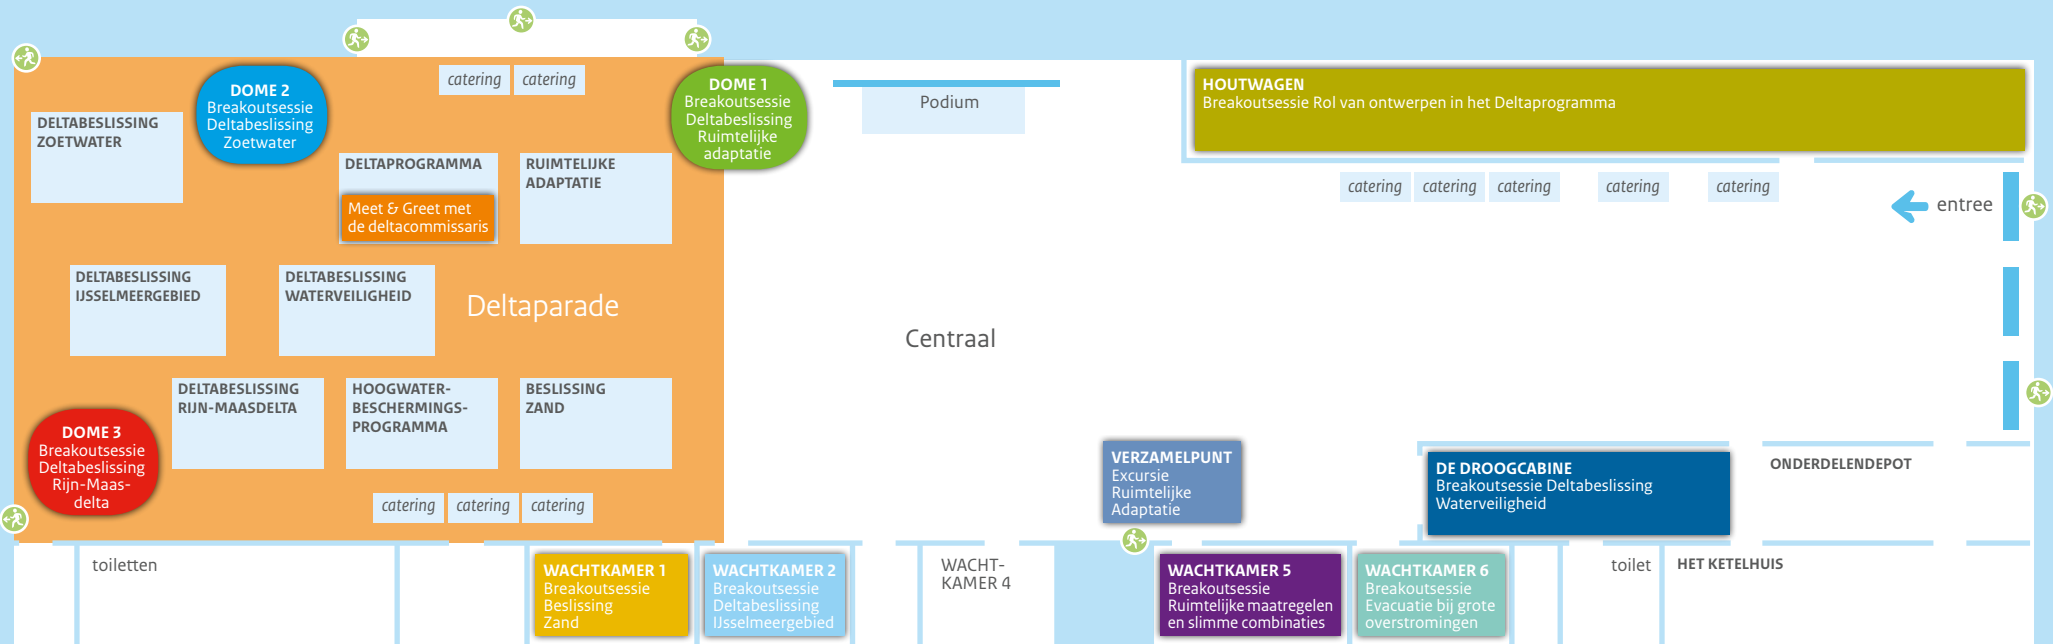 DOME 2
Breakoutsessie
Deltabeslissing
Zoetwater
catering
catering
DOME 1
Breakoutsessie
Deltabeslissing
Ruimtelijke
adaptatie
Podium
HOUTWAGEN
Breakoutsessie Rol van ontwerpen in het Deltaprogramma
DELTABESLISSING
ZOETWATER
DELTAPROGRAMMA
Meet & Greet met
de deltacommissaris
RUIMTELIJKE
ADAPTATIE
catering
catering
catering
catering
catering
entree
DELTABESLISSING
IJSSELMEERGEBIED
DELTABESLISSING
WATERVEILIGHEID
Deltaparade
Centraal
DELTABESLISSING
RIJN-MAASDELTA
HOOGWATER-
BESCHERMINGS-
PROGRAMMA
BESLISSING
ZAND
DOME 3
Breakoutsessie
Deltabeslissing
Rijn-Maas-
delta
catering
catering
catering
VERZAMELPUNT
Excursie
Ruimtelijke
Adaptatie
DE DROOGCABINE
Breakoutsessie Deltabeslissing
Waterveiligheid
ONDERDELENDEPOT
toiletten
WACHTKAMER 1
Breakoutsessie
Beslissing
Zand
WACHTKAMER 2
Breakoutsessie
Deltabeslissing
IJsselmeergebied
WACHT-
KAMER 4
WACHTKAMER 5
Breakoutsessie
Ruimtelijke maatregelen
en slimme combinaties
WACHTKAMER 6
Breakoutsessie
Evacuatie bij grote
overstromingen
toilet
HET KETELHUIS